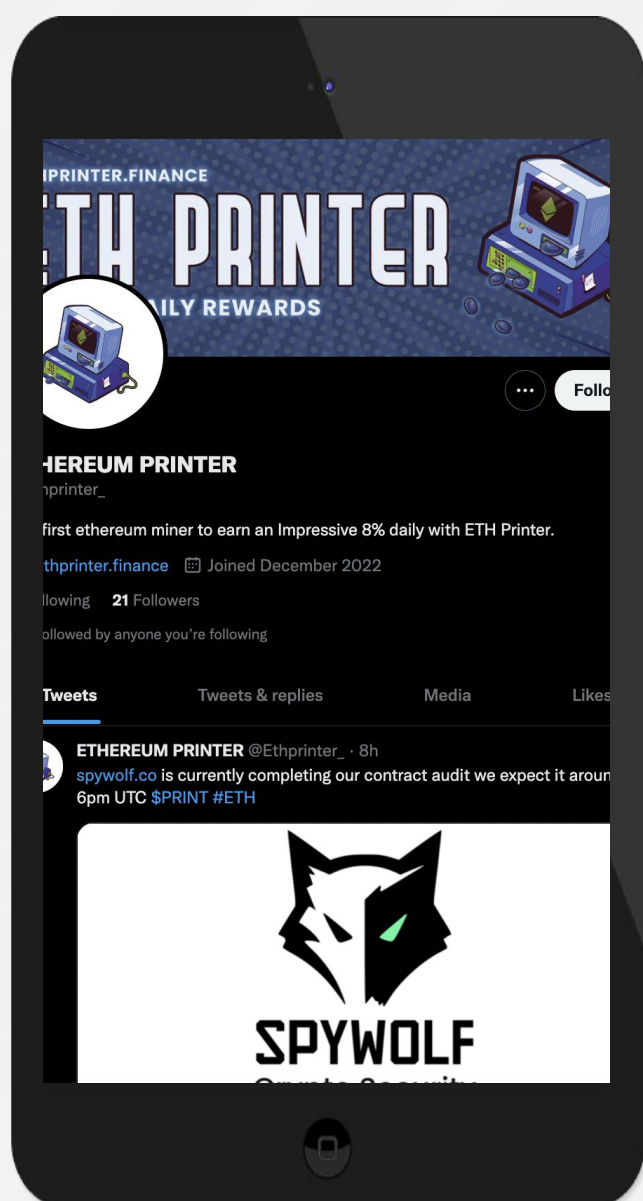 HPRINTER.FINANCE
ETH PRINTER
ILY REWARDS
Follo
HEREUM PRINTER
hprinter_
first ethereum miner to earn an Impressive 8% daily with ETH Printer.
thprinter.finance Joined December 2022
llowing 21 Followers
ollowed by anyone you're following
Tweets Tweets & replies Media Likes
ETHEREUM PRINTER @Ethprinter_ · 8h
spywolf.co is currently completing our contract audit we expect it aroun
6pm UTC $PRINT #ETH
SPYWOLF
Crypto Security